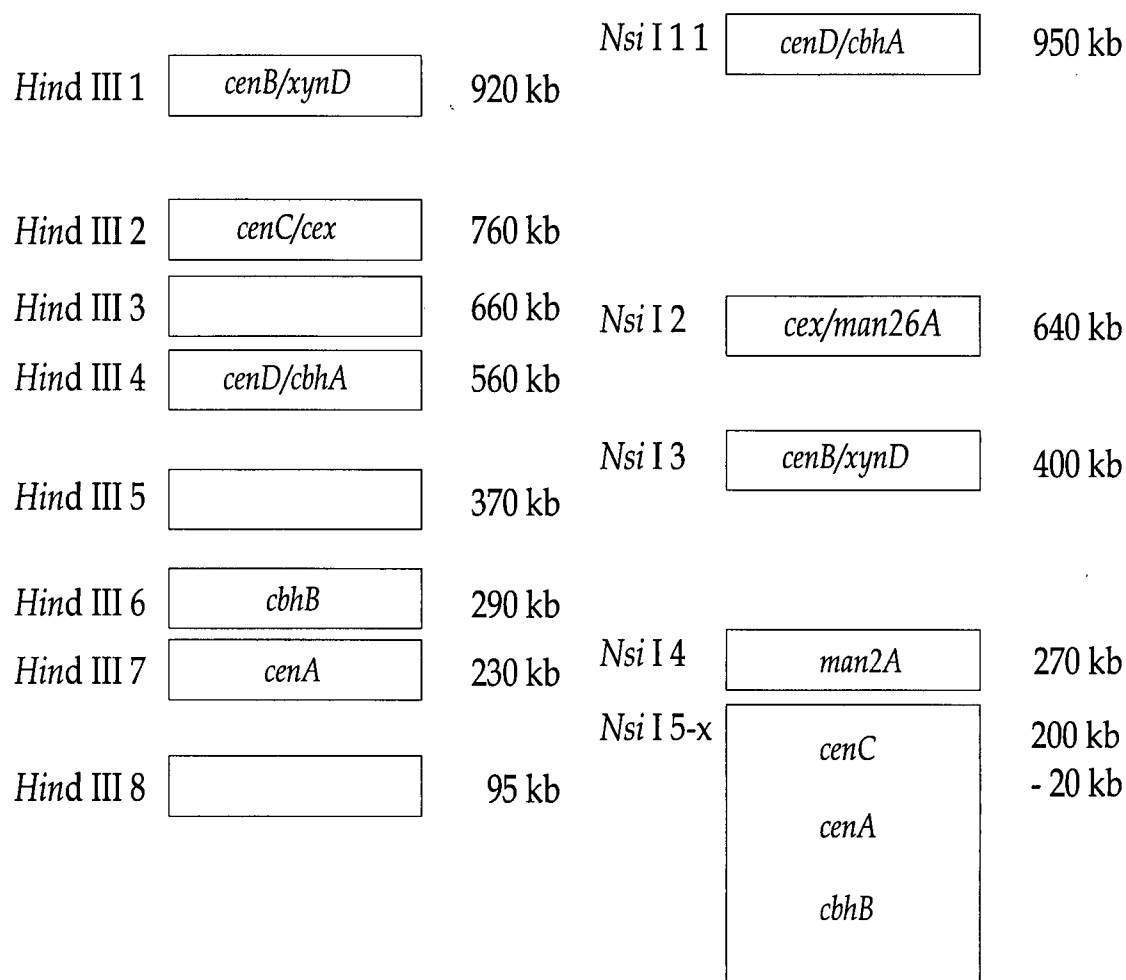 Hind III 1 cenB/xynD 920 kb
Hind III 2 cenC/cex 760 kb
Hind III 3 660 kb
Hind III 4 cenD/cbhA 560 kb
Hind III 5 370 kb
Hind III 6 cbhB 290 kb
Hind III 7 cenA 230 kb
Hind III 8 95 kb
Nsi I 1 1 cenD/cbhA 950 kb
Nsi I 2 cex/man26A 640 kb
Nsi I 3 cenB/xynD 400 kb
Nsi I 4 man2A 270 kb
Nsi I 5-x cenC 200 kb
- 20 kb
cenA
cbhB